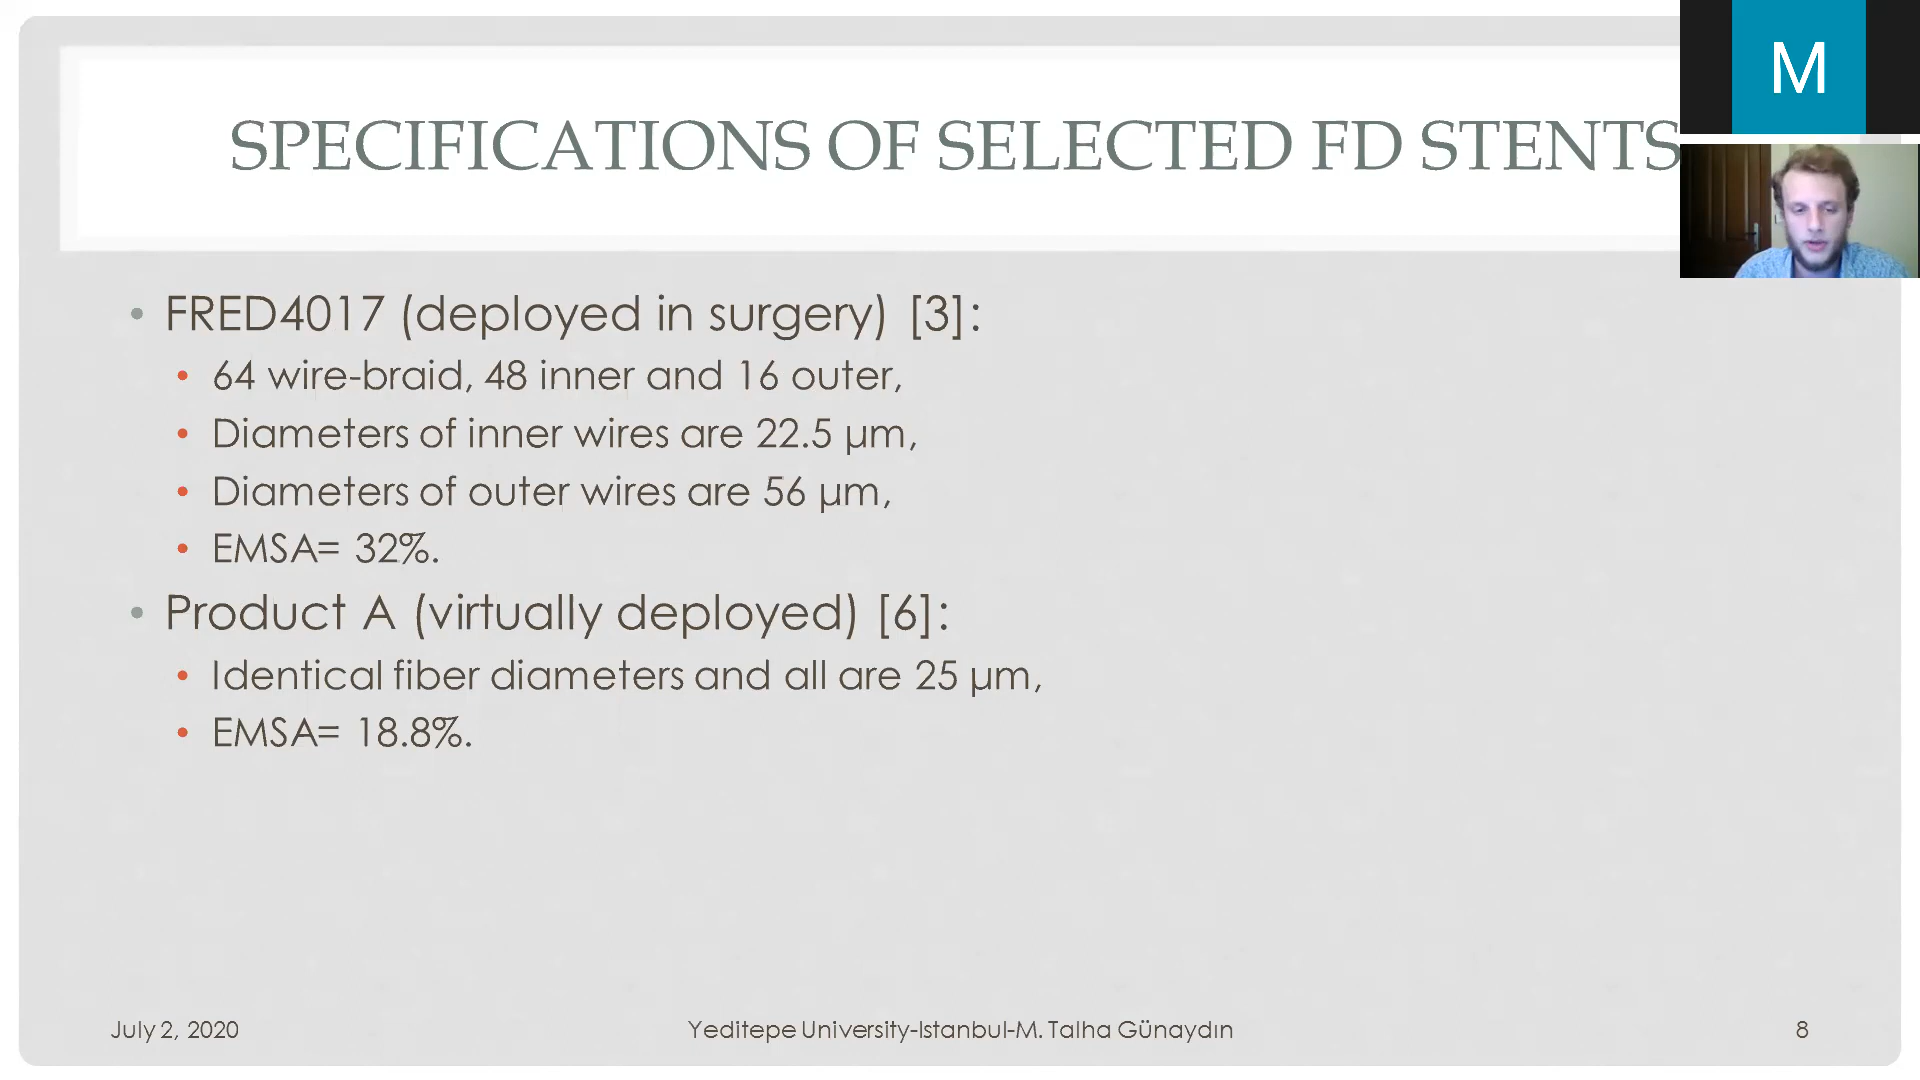 M
SPECIFICATIONS OF SELECTED FD STENTS
• FRED4017 (deployed in surgery) [3]:
• 64 wire-braid, 48 inner and 16 outer,
• Diameters of inner wires are 22.5 µm,
• Diameters of outer wires are 56 µm,
• EMSA= 32%.
• Product A (virtually deployed) [6]:
• Identical fiber diameters and all are 25 µm,
• EMSA= 18.8%.
July 2, 2020
Yeditepe University-Istanbul-M. Talha Günaydın
8